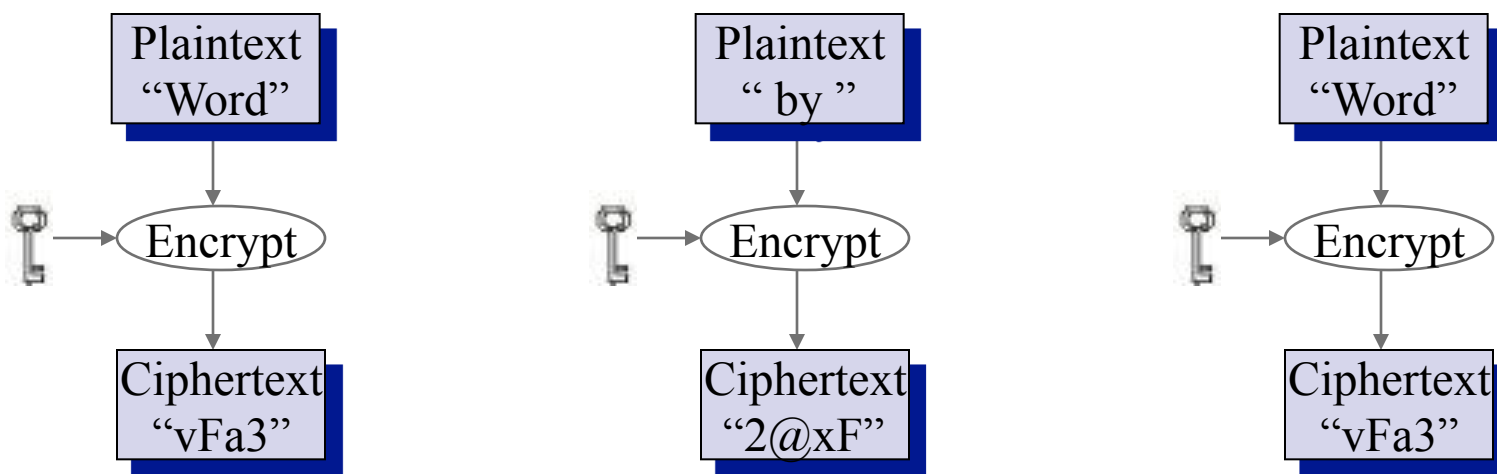 Plaintext
“Word”
Plaintext
“ by ”
Plaintext
“Word”
Encrypt
Encrypt
Encrypt
Ciphertext
“vFa3”
Ciphertext
“2@xF”
Ciphertext
“vFa3”